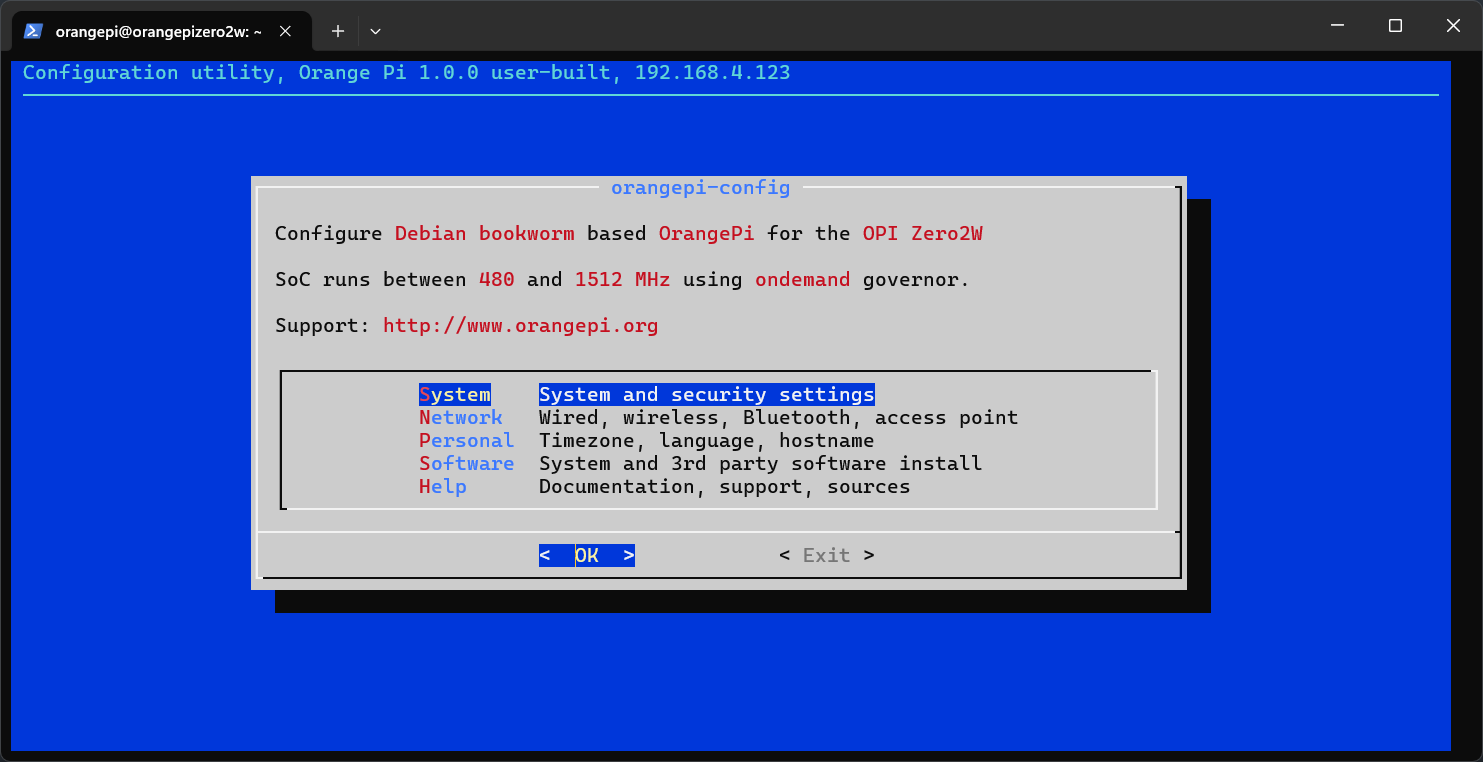 orangepi@orangepizero2w: ~
Configuration utility, Orange Pi 1.0.0 user-built, 192.168.4.123
orangepi-config
Configure Debian bookworm based OrangePi for the OPI Zero2W
SoC runs between 480 and 1512 MHz using ondemand governor.
Support: http://www.orangepi.org
System System and security settings
Network Wired, wireless, Bluetooth, access point
Personal Timezone, language, hostname
Software System and 3rd party software install
Help Documentation, support, sources
< OK > < Exit >